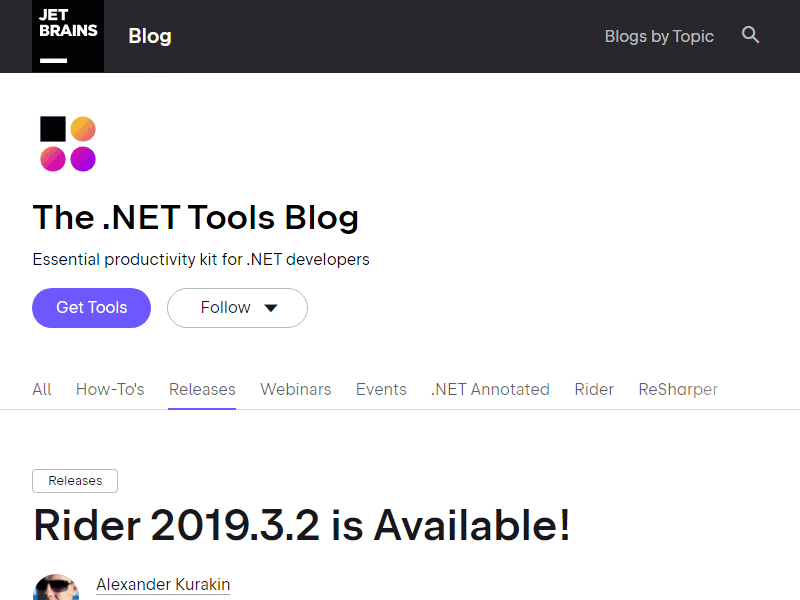 JET
BRAINS
Blog
Blogs by Topic
The .NET Tools Blog
Essential productivity kit for .NET developers
Get Tools
Follow
All How-To's Releases Webinars Events .NET Annotated Rider ReSharper
Releases
Rider 2019.3.2 is Available!
Alexander Kurakin